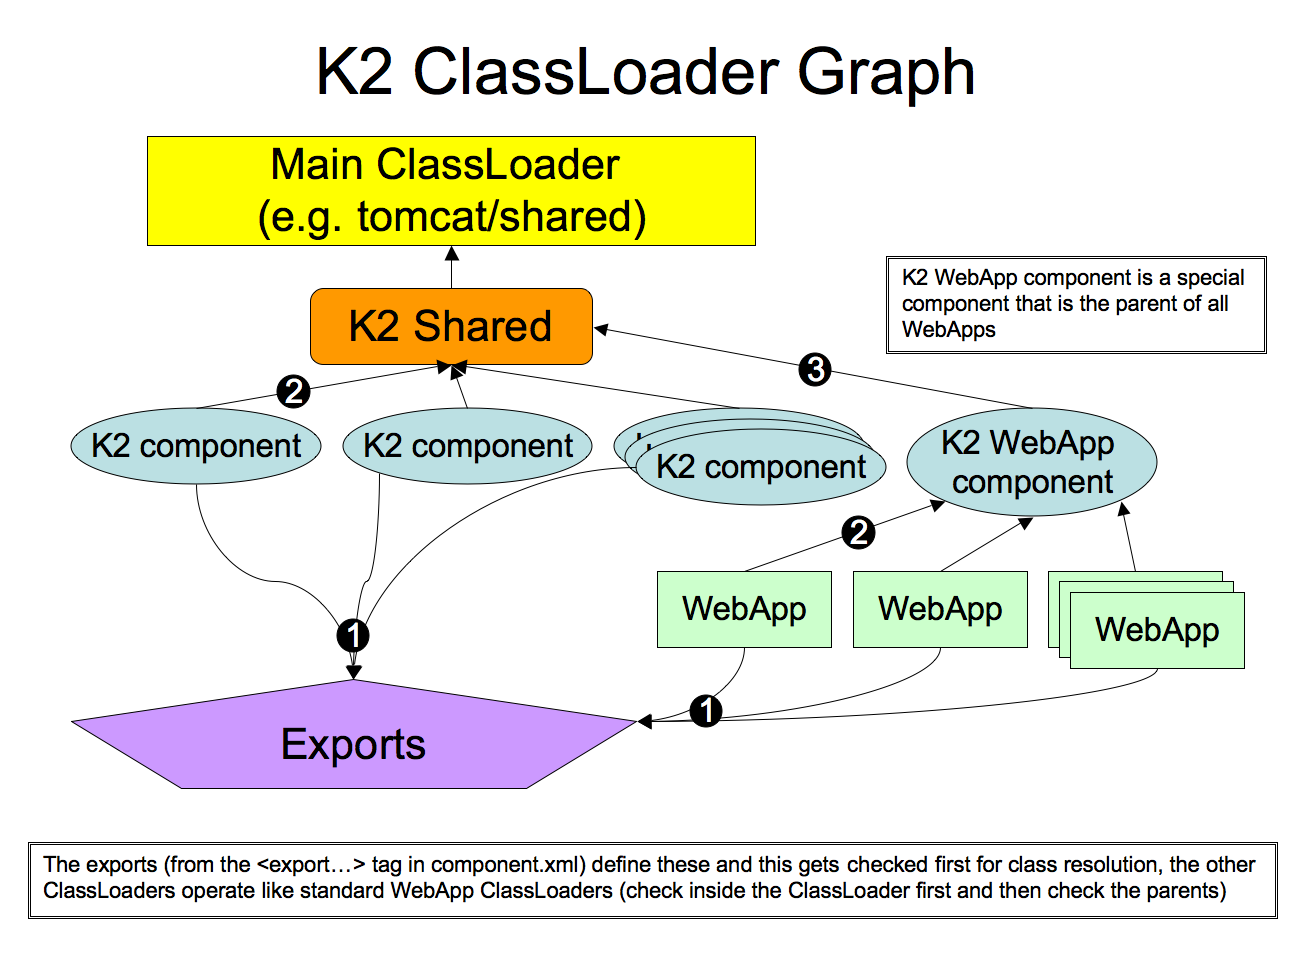 K2 ClassLoader Graph
Main ClassLoader
(e.g. tomcat/shared)
K2 WebApp component is a special
component that is the parent of all
WebApps
K2 Shared
3
2
K2 component
K2 component
K2 component
K2 WebApp
component
2
WebApp
WebApp
WebApp
1
1
Exports
The exports (from the <export…> tag in component.xml) define these and this gets checked first for class resolution, the other
ClassLoaders operate like standard WebApp ClassLoaders (check inside the ClassLoader first and then check the parents)